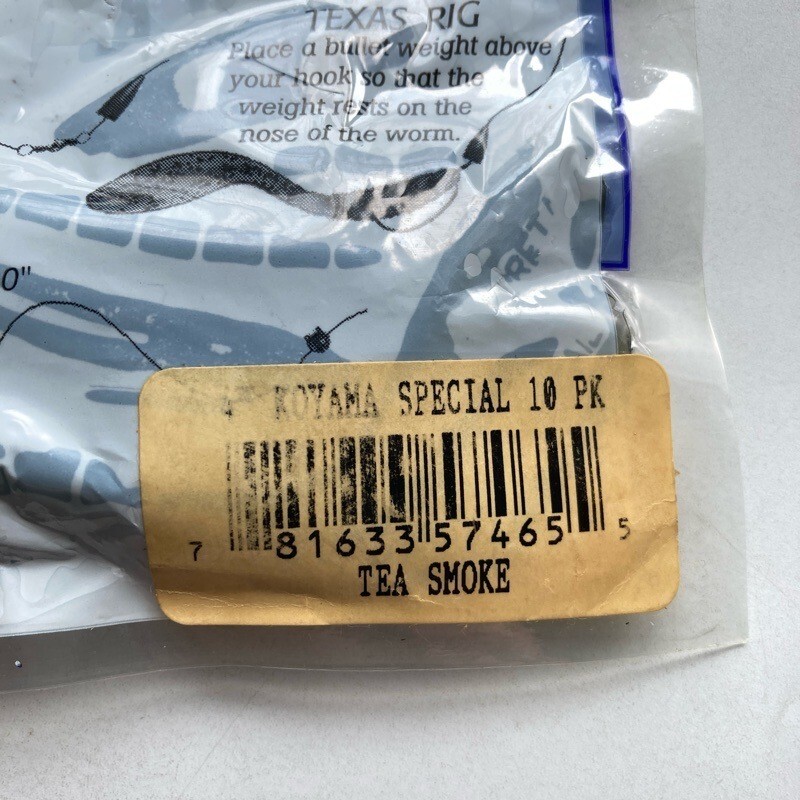 TEXAS RIG
Place a bullet weight above
your hook so that the
weight rests on the
nose of the worm.
0"
4" KOYAMA SPECIAL 10 PK
7 81633 57465 5
TEA SMOKE